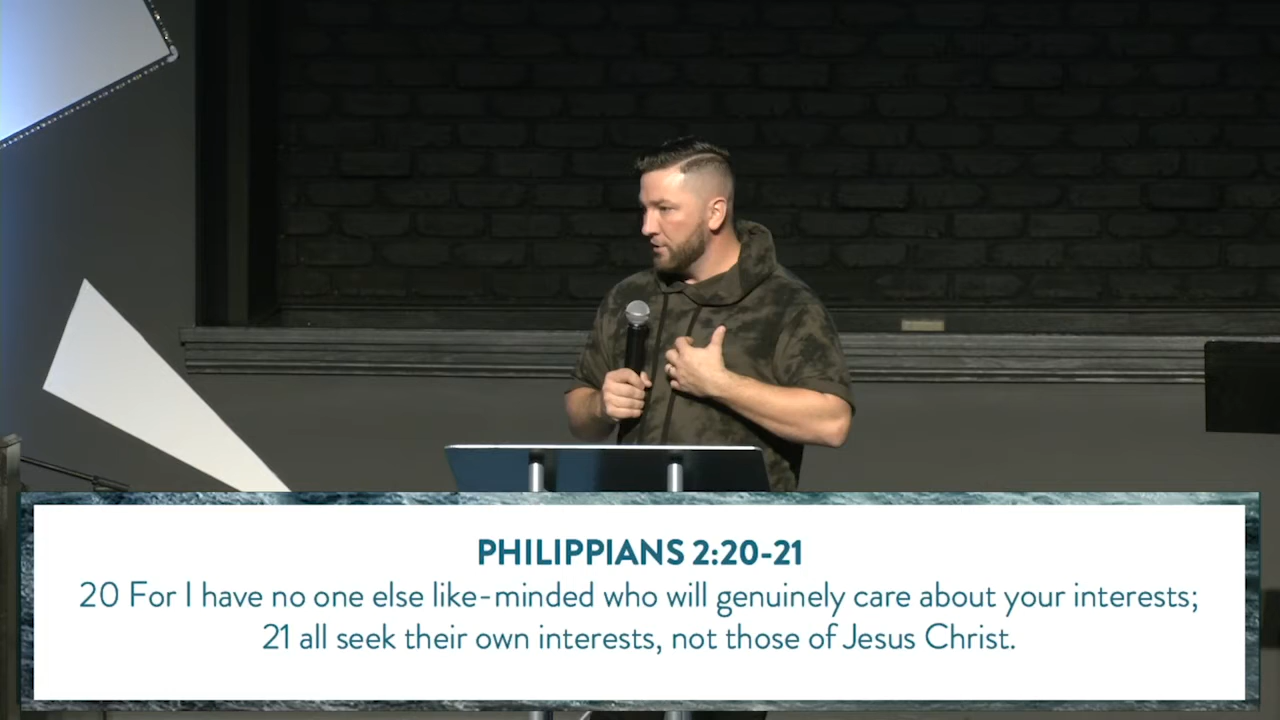 PHILIPPIANS 2:20-21
20 For I have no one else like-minded who will genuinely care about your interests;
21 all seek their own interests, not those of Jesus Christ.